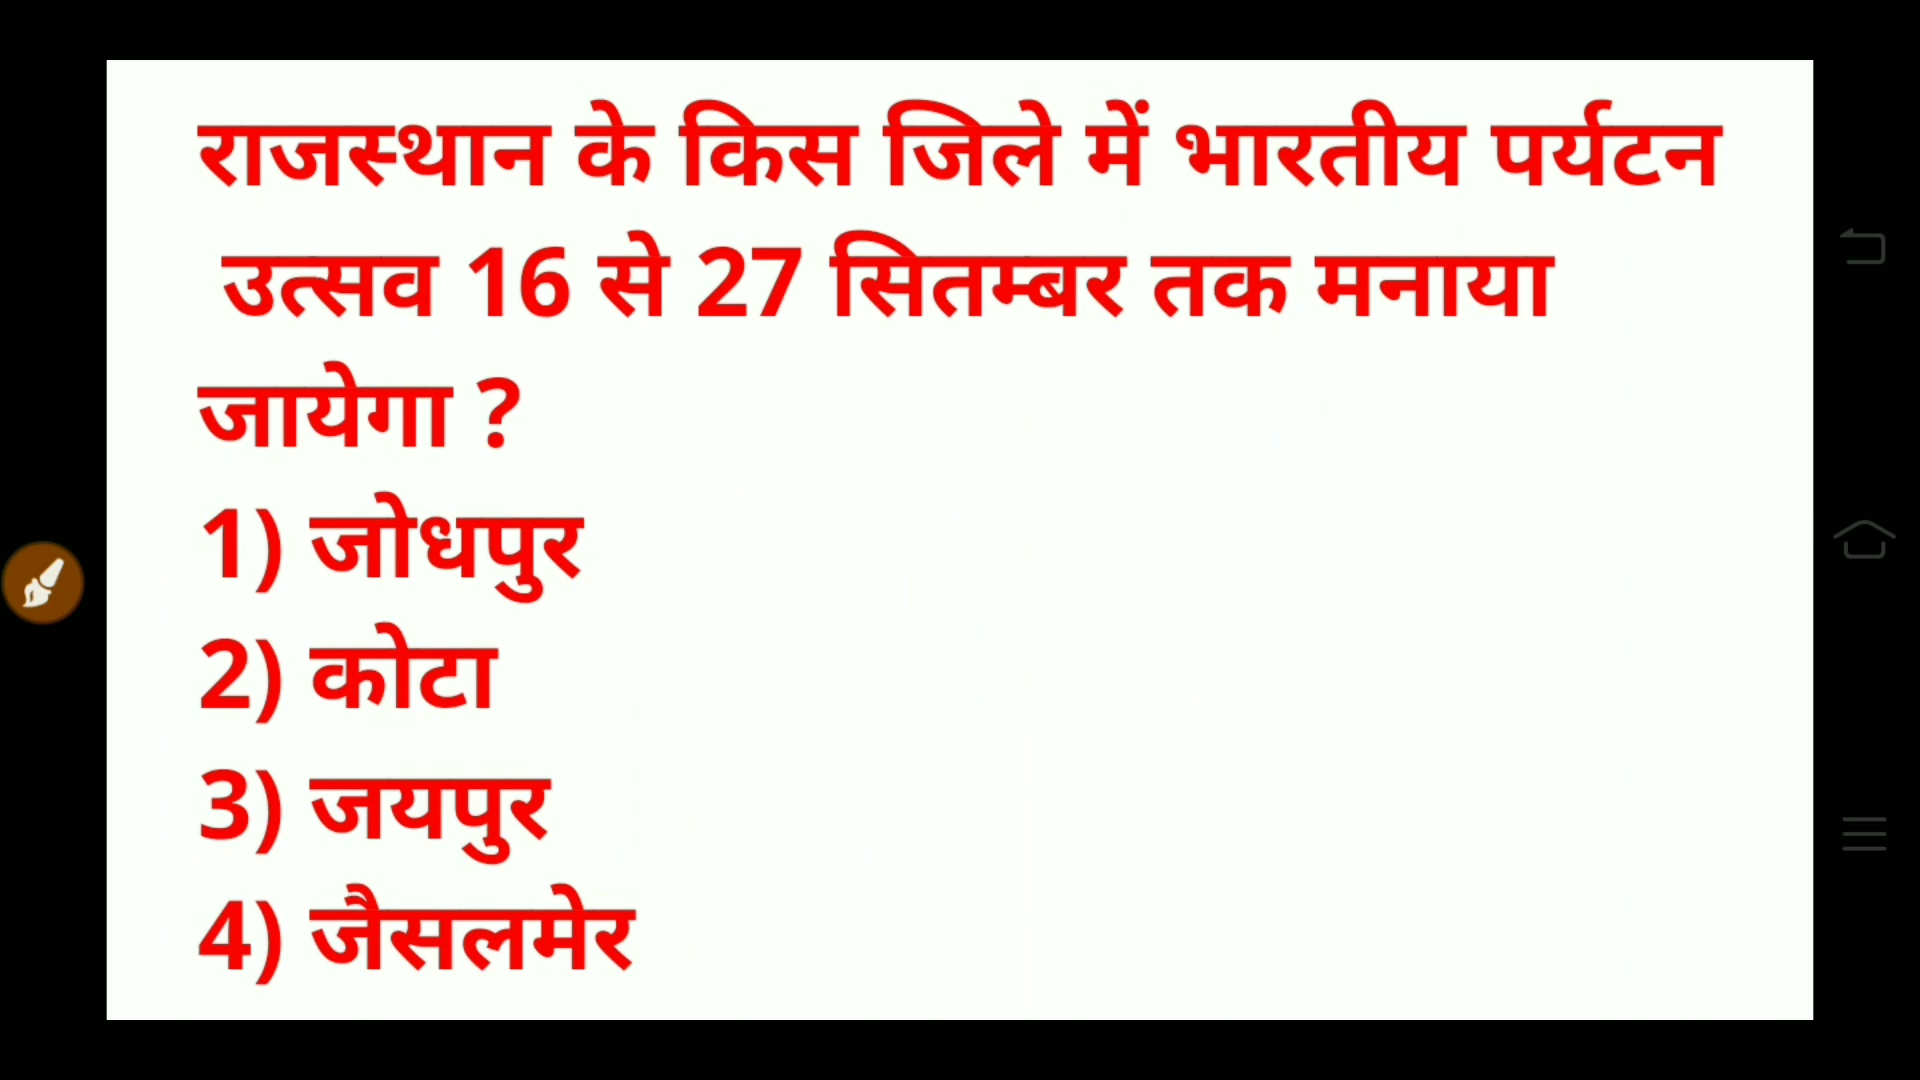 राजस्थान के किस जिले में भारतीय पर्यटन
उत्सव 16 से 27 सितम्बर तक मनाया
जायेगा ?
1) जोधपुर
2) कोटा
3) जयपुर
4) जैसलमेर